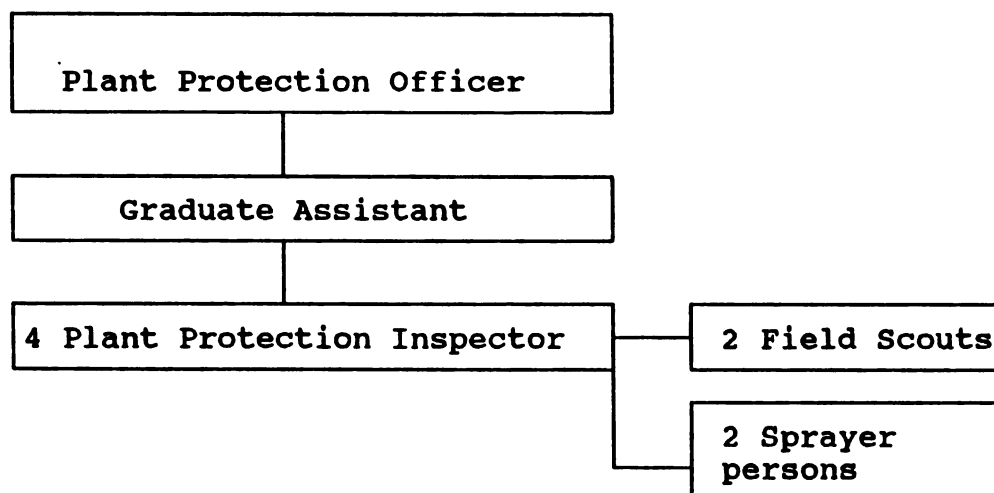 Plant Protection Officer
Graduate Assistant
4 Plant Protection Inspector
2 Field Scouts
2 Sprayer
persons